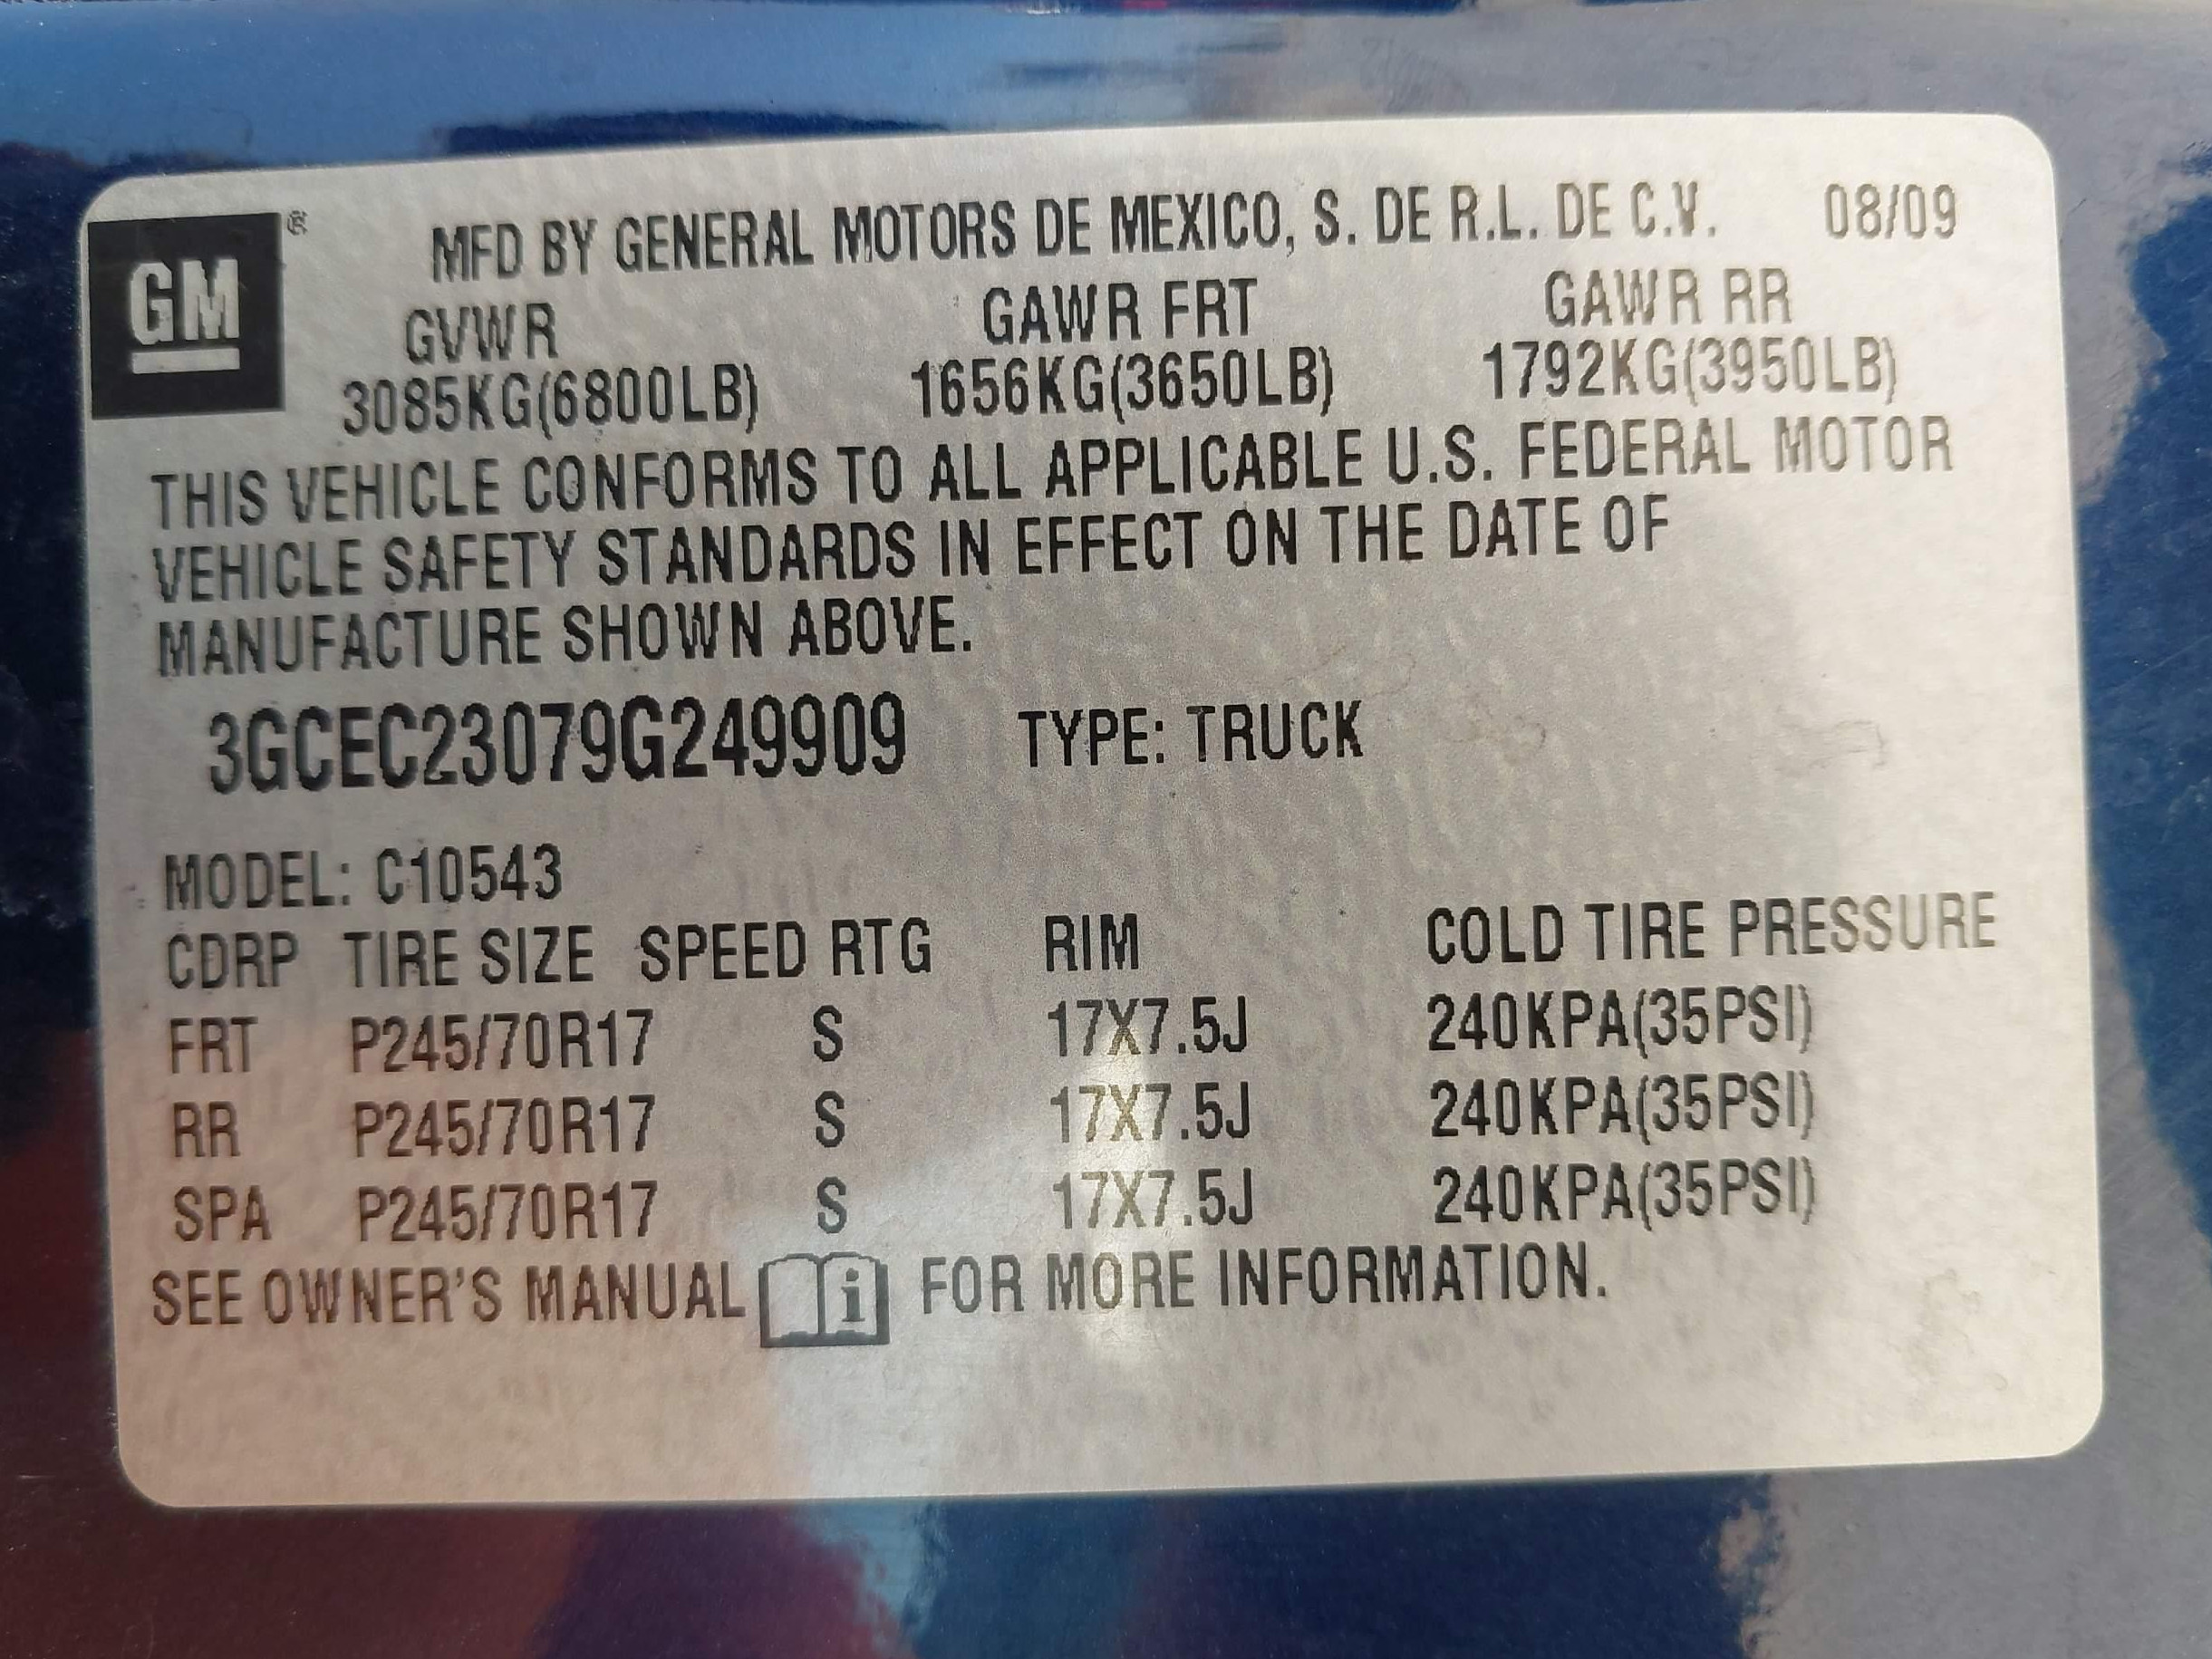 GM® MFD BY GENERAL MOTORS DE MEXICO, S. DE R.L. DE C.V. 08/09
GVWR GAWR FRT GAWR RR
3085KG(6800LB) 1656KG(3650LB) 1792KG(3950LB)
THIS VEHICLE CONFORMS TO ALL APPLICABLE U.S. FEDERAL MOTOR
VEHICLE SAFETY STANDARDS IN EFFECT ON THE DATE OF
MANUFACTURE SHOWN ABOVE.
3GCEC23079G249909 TYPE: TRUCK
MODEL: C10543
CDRP TIRE SIZE SPEED RTG RIM COLD TIRE PRESSURE
FRT P245/70R17 S 17X7.5J 240KPA(35PSI)
RR P245/70R17 S 17X7.5J 240KPA(35PSI)
SPA P245/70R17 S 17X7.5J 240KPA(35PSI)
SEE OWNER'S MANUAL i FOR MORE INFORMATION.